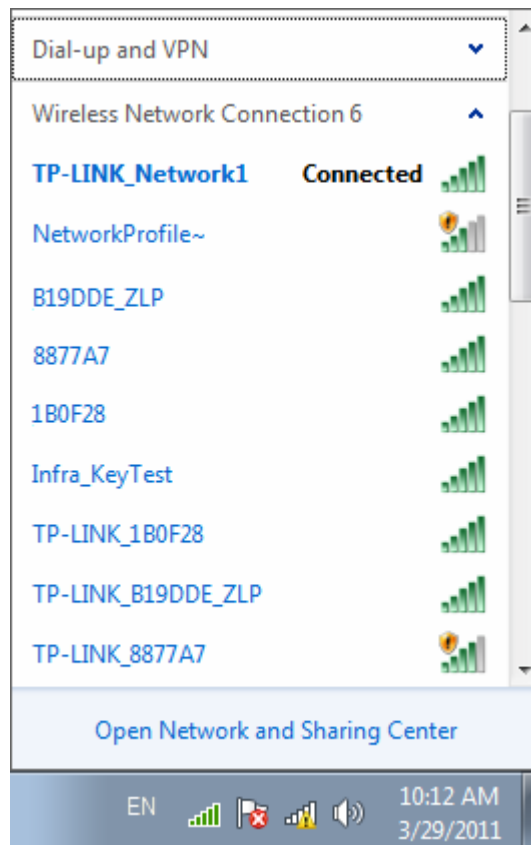 Dial-up and VPN
Wireless Network Connection 6
TP-LINK_Network1 Connected
NetworkProfile~
B19DDE_ZLP
8877A7
1B0F28
Infra_KeyTest
TP-LINK_1B0F28
TP-LINK_B19DDE_ZLP
TP-LINK_8877A7
Open Network and Sharing Center
EN
10:12 AM
3/29/2011